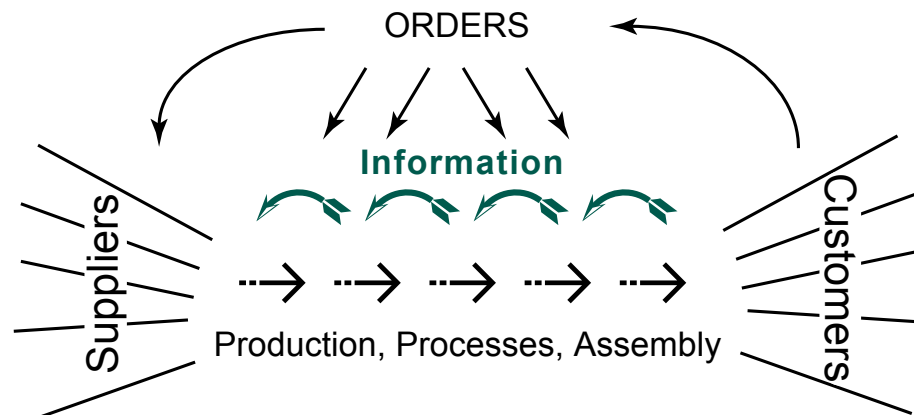 ORDERS
Information
Suppliers
Customers
Production, Processes, Assembly